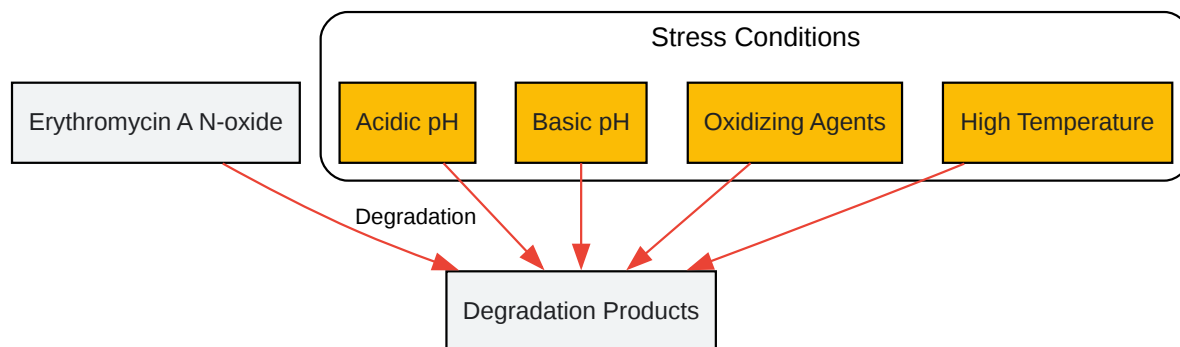 Stress Conditions
Erythromycin A N-oxide
Acidic pH
Basic pH
Oxidizing Agents
High Temperature
Degradation
Degradation Products